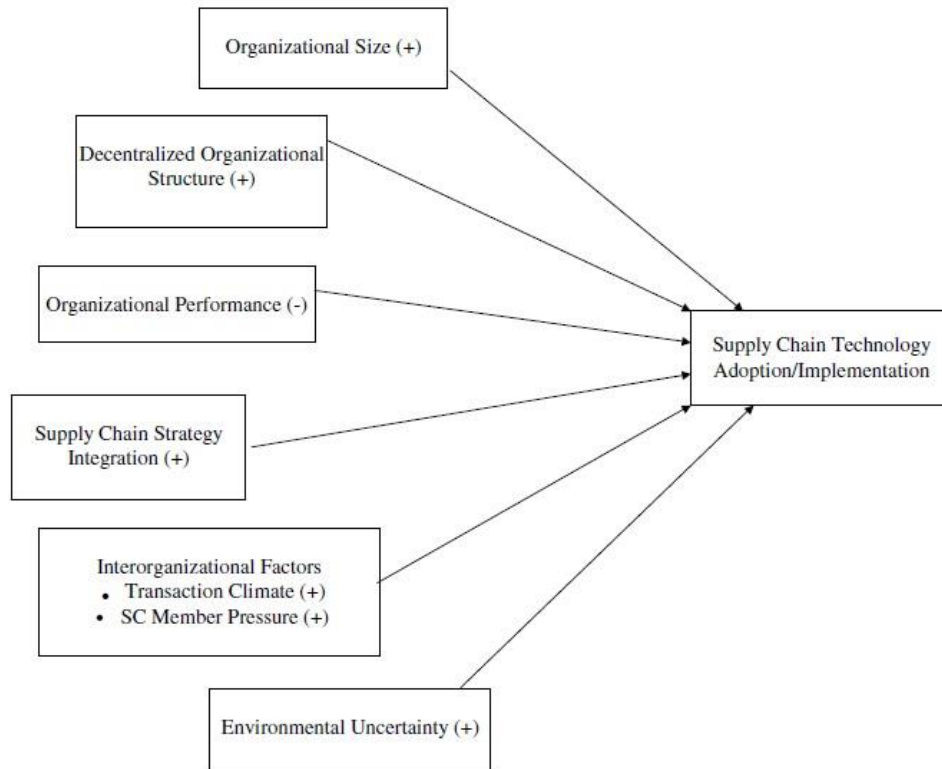 Organizational Size (+)
Decentralized Organizational
Structure (+)
Organizational Performance (-)
Supply Chain Technology
Adoption/Implementation
Supply Chain Strategy
Integration (+)
Interorganizational Factors
• Transaction Climate (+)
• SC Member Pressure (+)
Environmental Uncertainty (+)